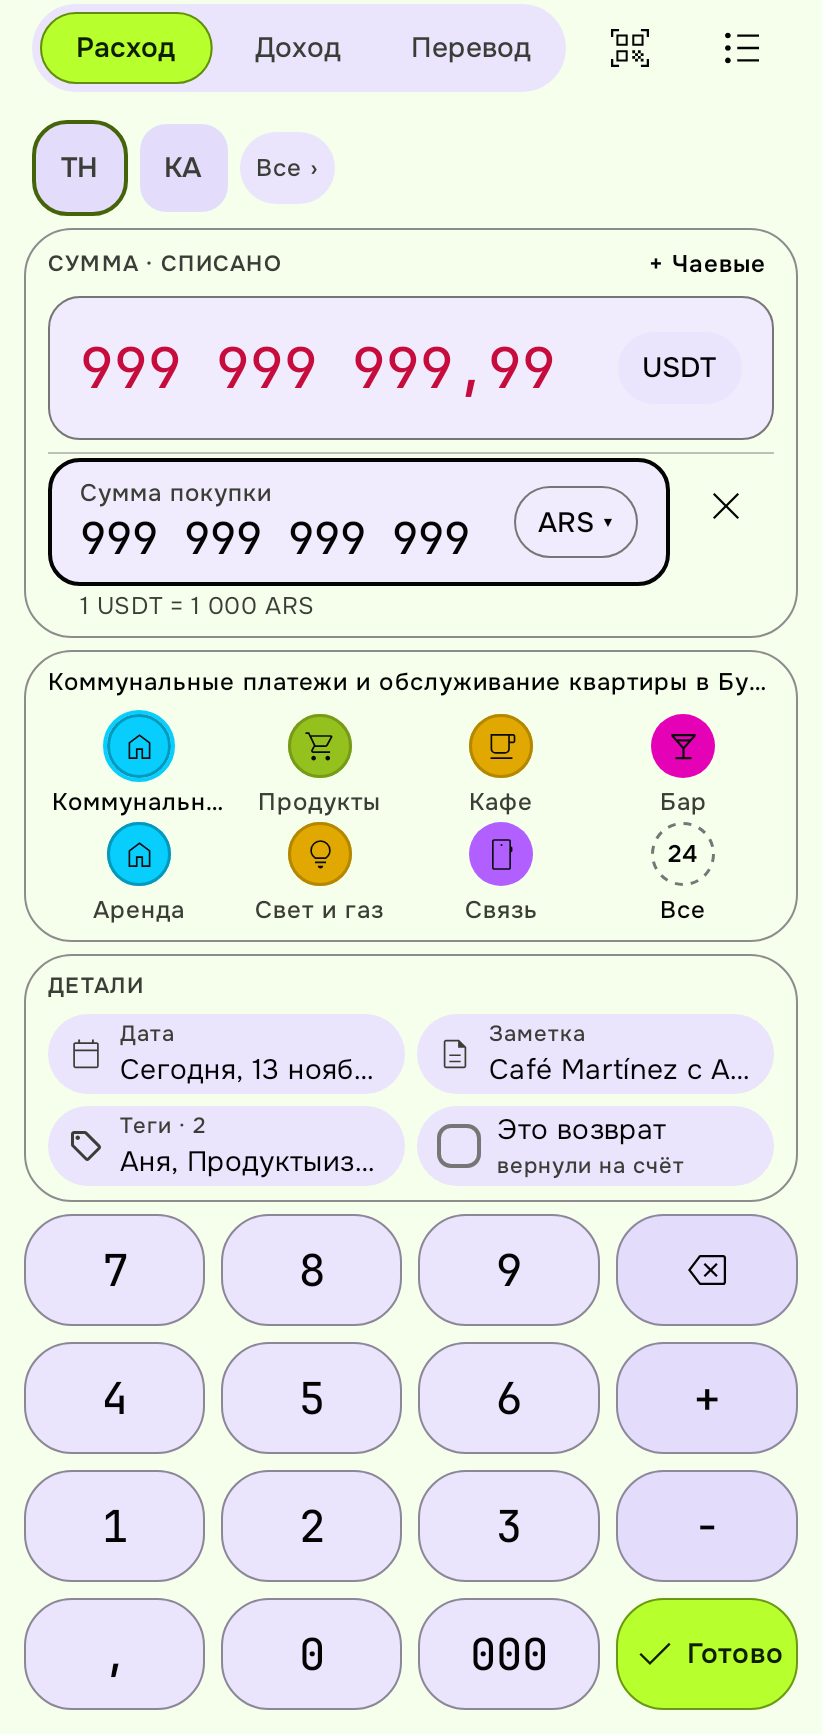 Расход Доход Перевод
TH KA Все ›
СУММА · СПИСАНО + Чаевые
999 999 999,99 USDT
Сумма покупки
999 999 999 999 ARS ▾
1 USDT = 1 000 ARS
Коммунальные платежи и обслуживание квартиры в Бу...
Коммунальн... Продукты Кафе Бар
24
Аренда Свет и газ Связь Все
ДЕТАЛИ
Дата Заметка
Сегодня, 13 нояб... Café Martínez с А...
Теги · 2 Это возврат
Аня, Продуктыиз... вернули на счёт
7 8 9
4 5 6 +
1 2 3 -
, 0 000 Готово